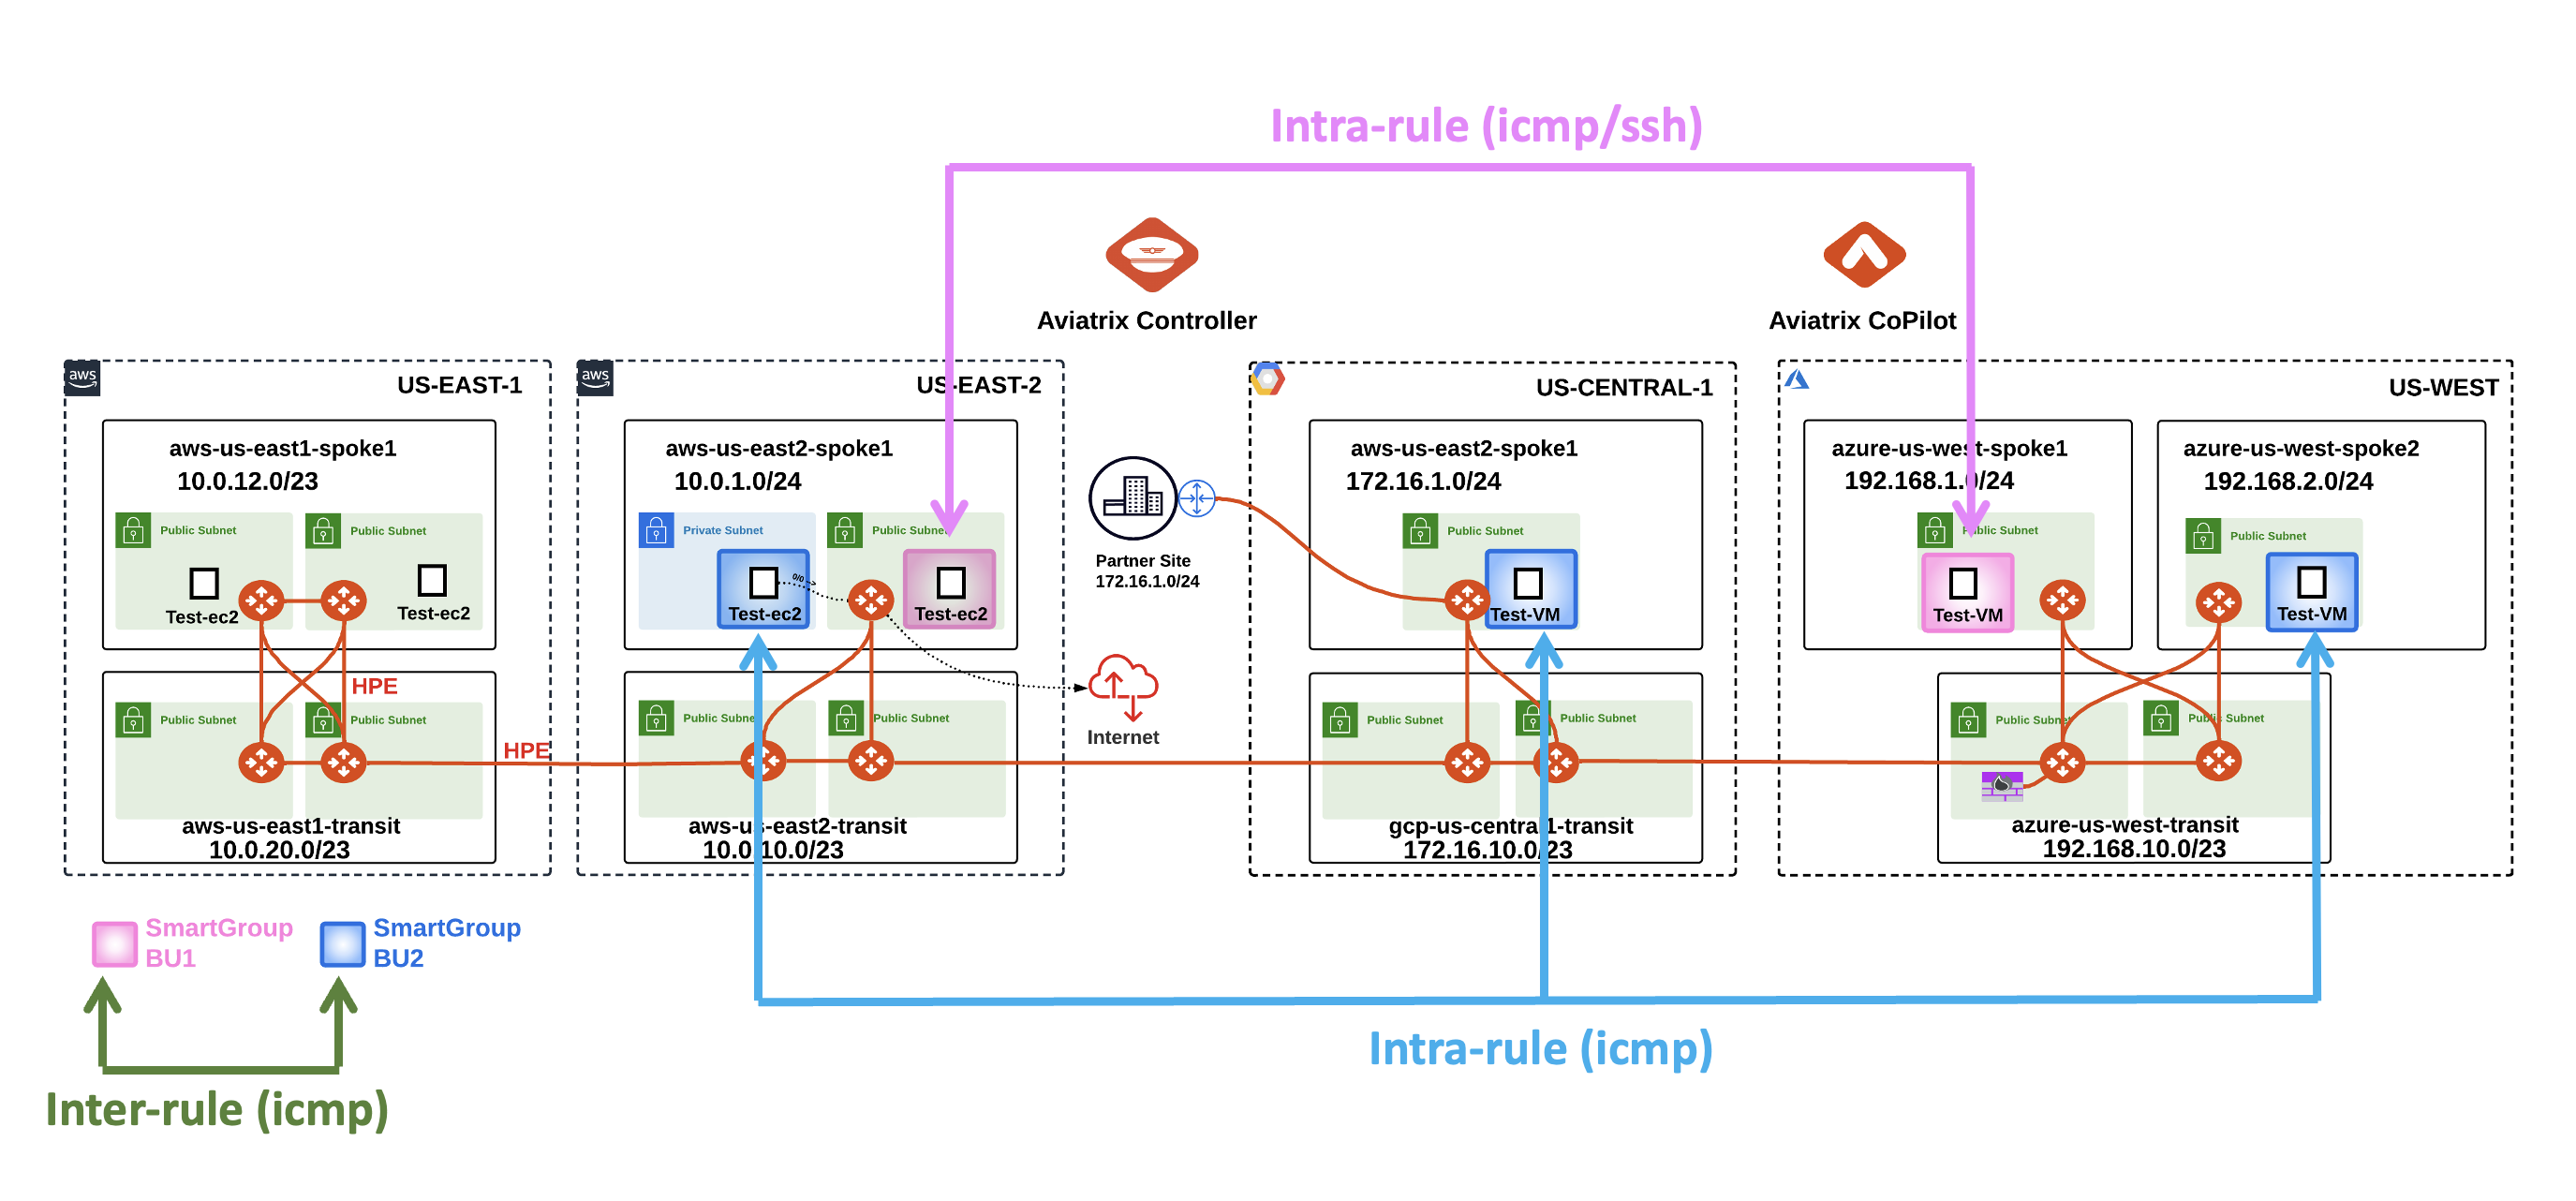 Intra-rule (icmp/ssh)
Aviatrix Controller
Aviatrix CoPilot
aws
US-EAST-1
aws-us-east1-spoke1
10.0.12.0/23
Public Subnet
Public Subnet
Test-ec2
Test-ec2
HPE
Public Subnet
Public Subnet
HPE
aws-us-east1-transit
10.0.20.0/23
aws
US-EAST-2
aws-us-east2-spoke1
10.0.1.0/24
Private Subnet
Public Subnet
0/0 -->
Test-ec2
Test-ec2
Public Subnet
Public Subnet
aws-us-east2-transit
10.0.10.0/23
Partner Site
172.16.1.0/24
Internet
US-CENTRAL-1
aws-us-east2-spoke1
172.16.1.0/24
Public Subnet
Test-VM
Public Subnet
Public Subnet
gcp-us-central1-transit
172.16.10.0/23
US-WEST
azure-us-west-spoke1
192.168.1.0/24
Public Subnet
Test-VM
azure-us-west-spoke2
192.168.2.0/24
Public Subnet
Test-VM
Public Subnet
Public Subnet
azure-us-west-transit
192.168.10.0/23
SmartGroup
BU1
SmartGroup
BU2
Inter-rule (icmp)
Intra-rule (icmp)